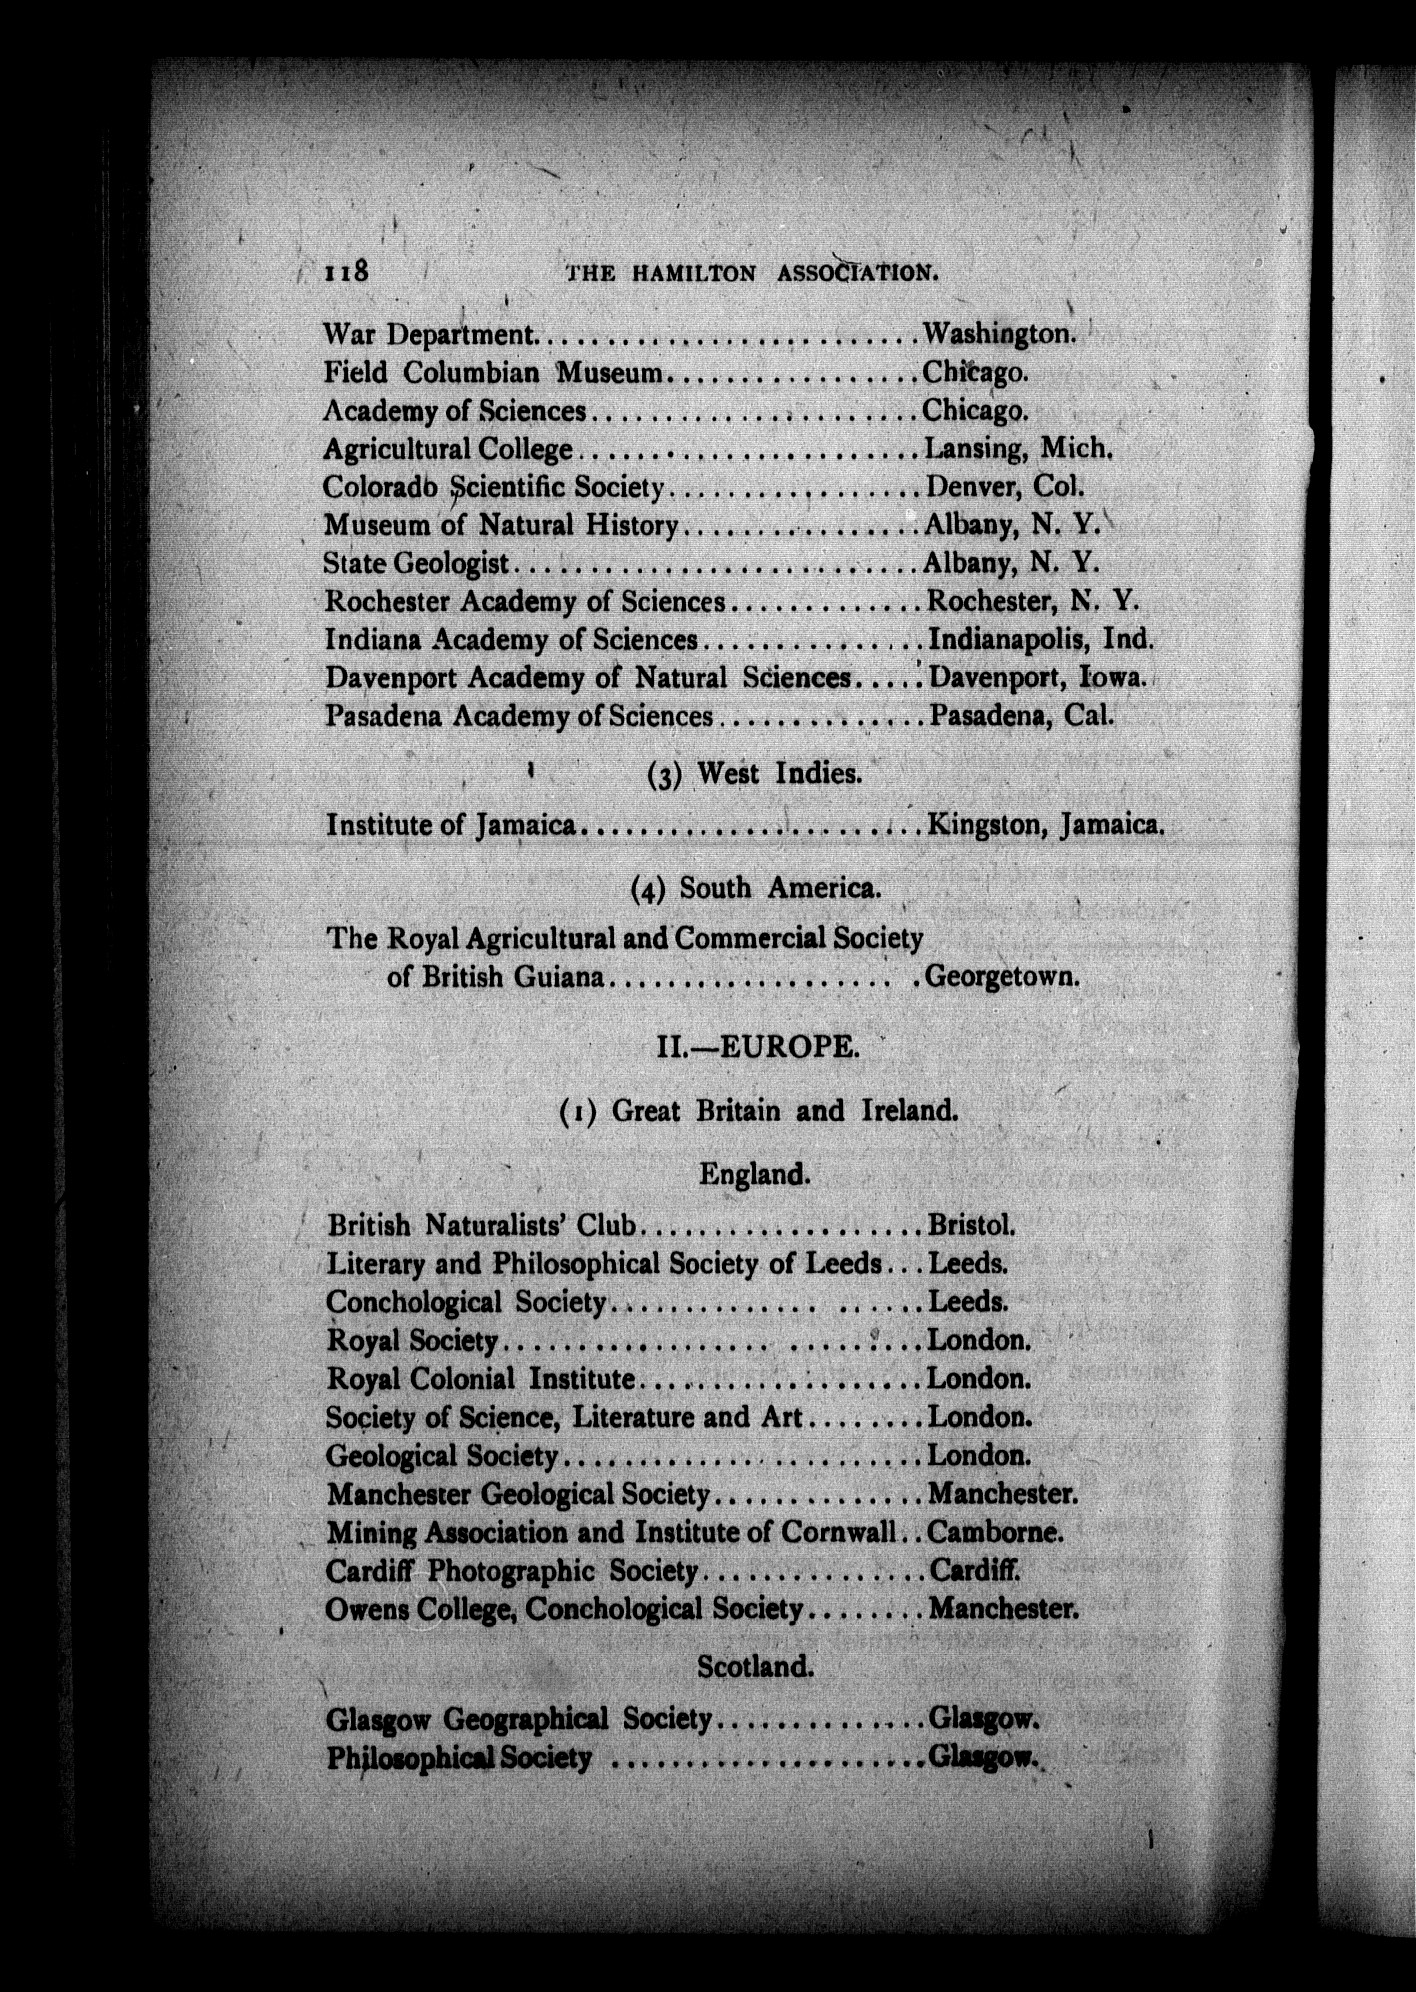 118 THE HAMILTON ASSOCIATION.
War Department..........................Washington.
Field Columbian Museum.................Chicago.
Academy of Sciences......................Chicago.
Agricultural College.......................Lansing, Mich.
Colorado Scientific Society.................Denver, Col.
Museum of Natural History................Albany, N. Y.
State Geologist...........................Albany, N. Y.
Rochester Academy of Sciences.............Rochester, N. Y.
Indiana Academy of Sciences...............Indianapolis, Ind.
Davenport Academy of Natural Sciences.....Davenport, Iowa.
Pasadena Academy of Sciences..............Pasadena, Cal.
(3) West Indies.
Institute of Jamaica.......................Kingston, Jamaica.
(4) South America.
The Royal Agricultural and Commercial Society
of British Guiana.................... .Georgetown.
II.—EUROPE.
(1) Great Britain and Ireland.
England.
British Naturalists' Club...................Bristol.
Literary and Philosophical Society of Leeds...Leeds.
Conchological Society.............. ......Leeds.
Royal Society.................. .........London.
Royal Colonial Institute...................London.
Society of Science, Literature and Art........London.
Geological Society........................London.
Manchester Geological Society..............Manchester.
Mining Association and Institute of Cornwall..Camborne.
Cardiff Photographic Society...............Cardiff.
Owens College, Conchological Society........Manchester.
Scotland.
Glasgow Geographical Society..............Glasgow.
Philosophical Society .....................Glasgow.